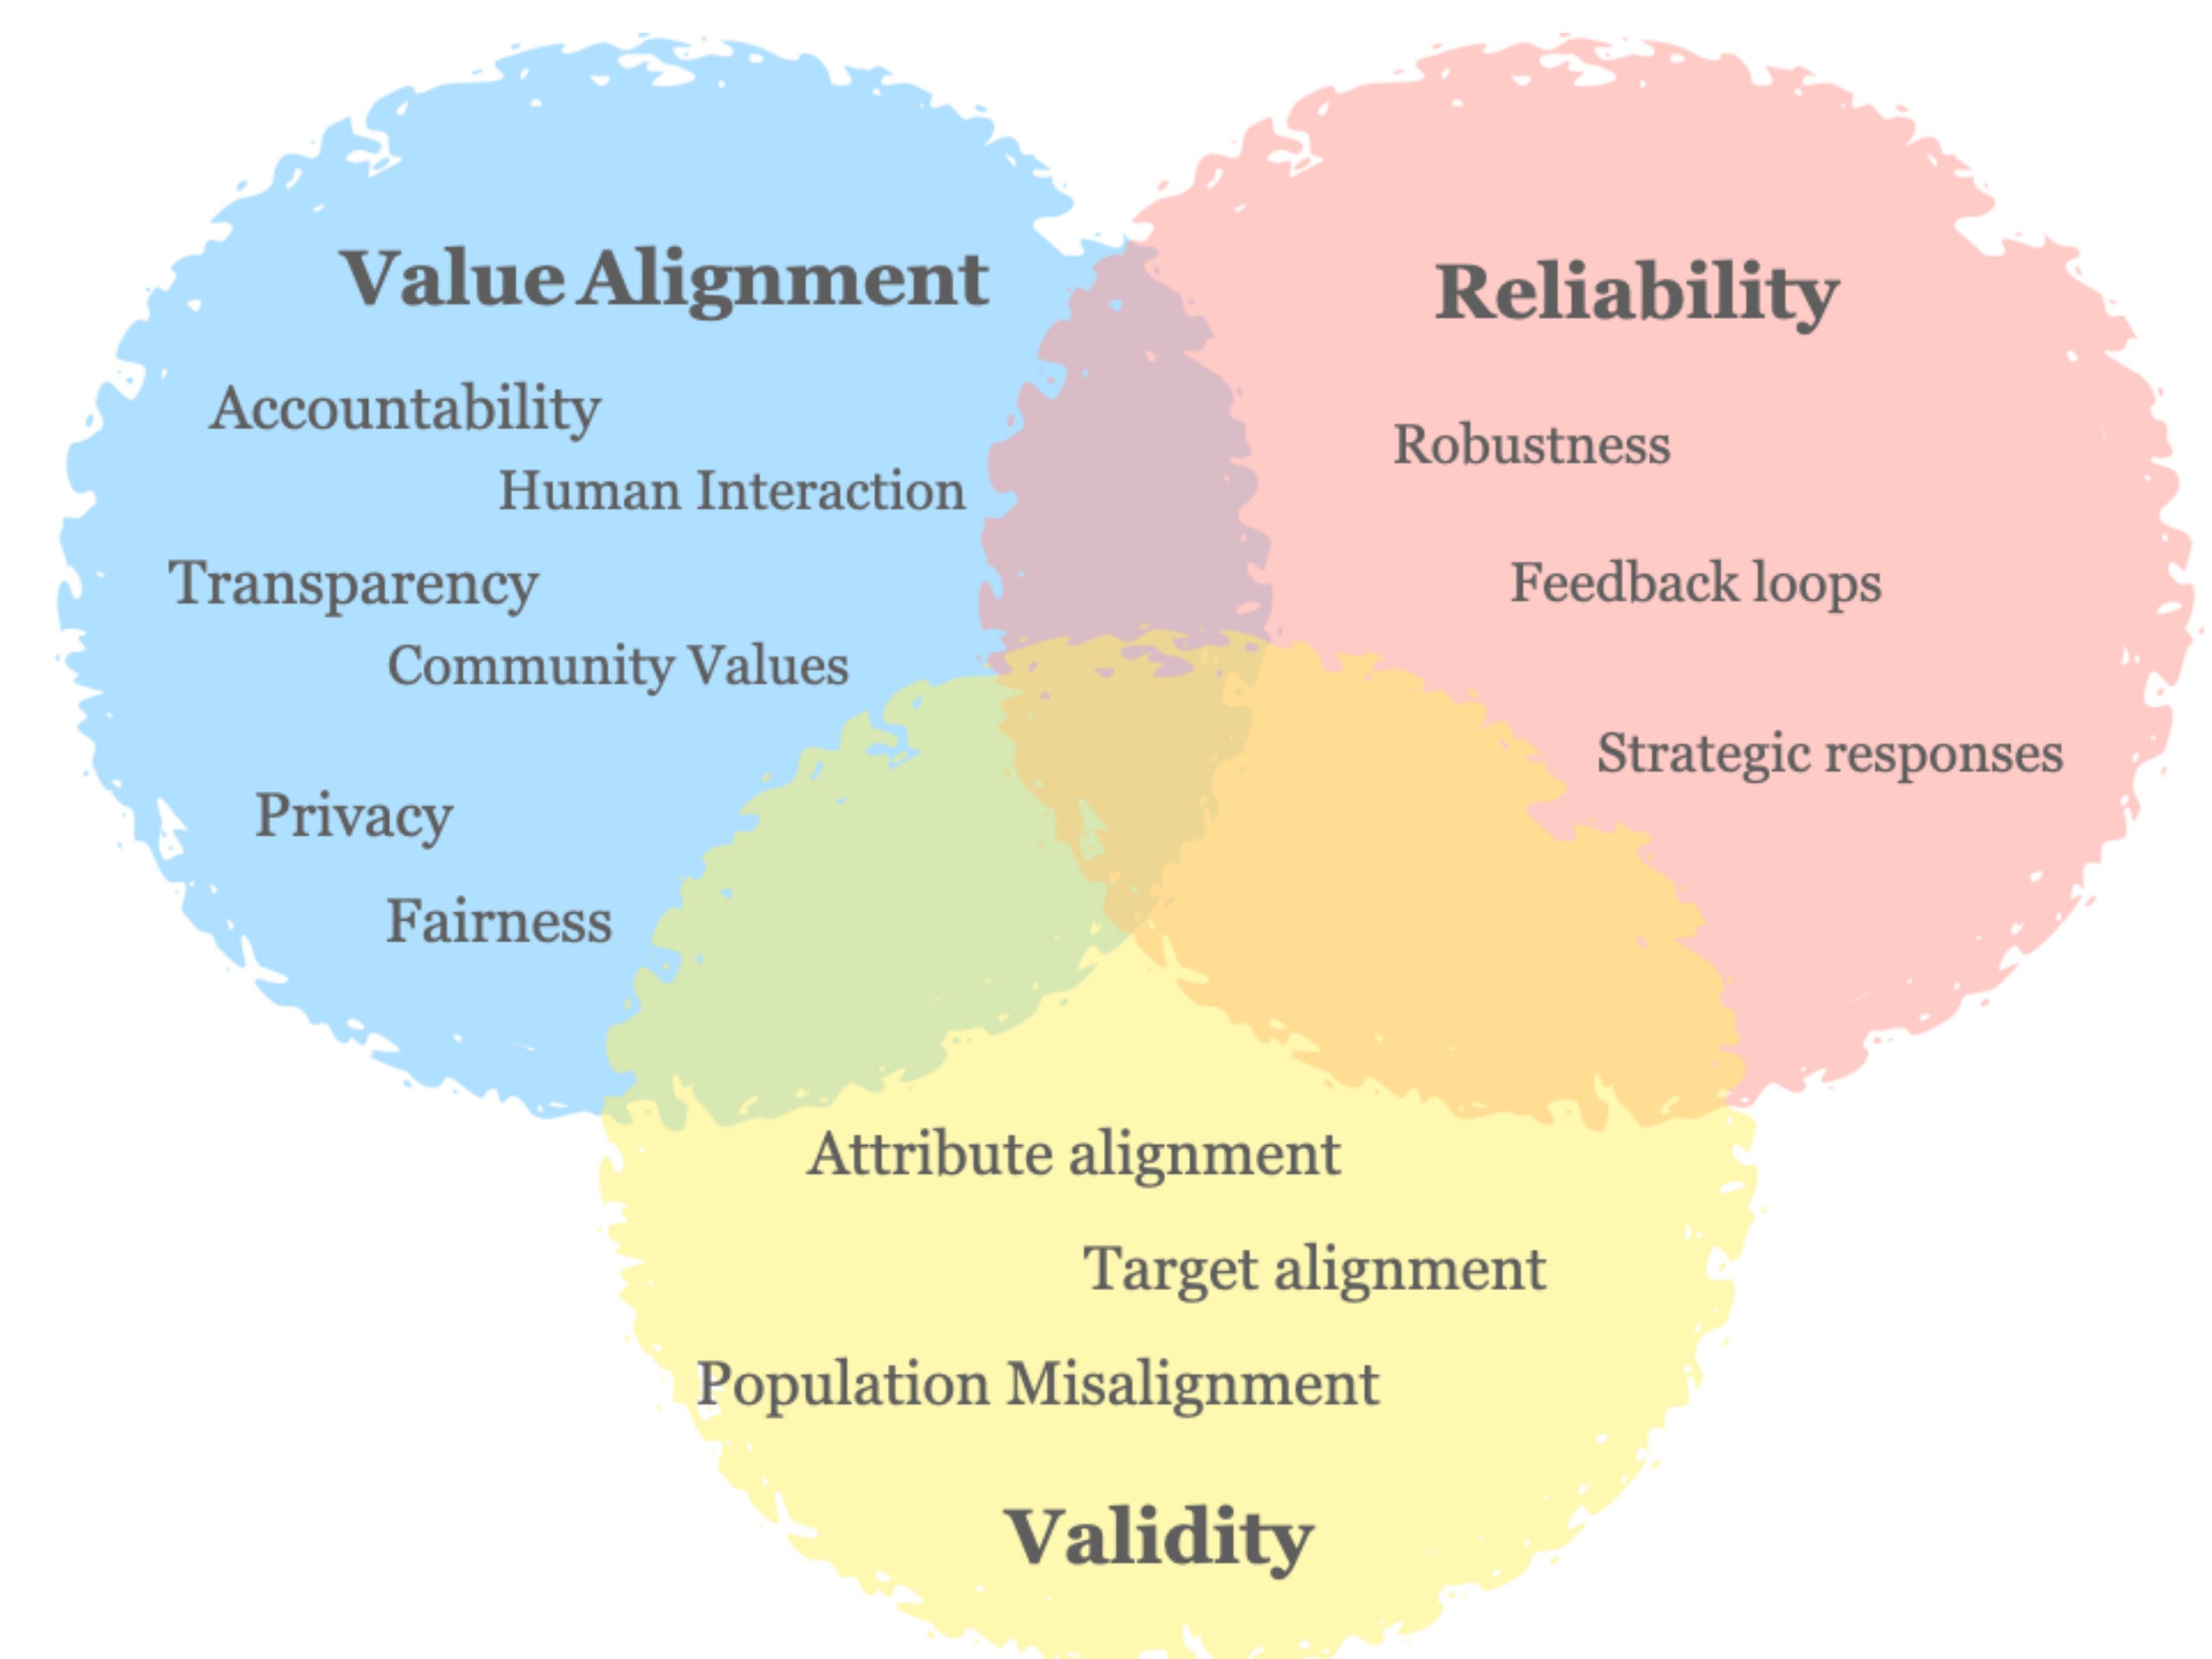 Value Alignment
Accountability
Human Interaction
Transparency
Community Values
Privacy
Fairness
Reliability
Robustness
Feedback loops
Strategic responses
Attribute alignment
Target alignment
Population Misalignment
Validity